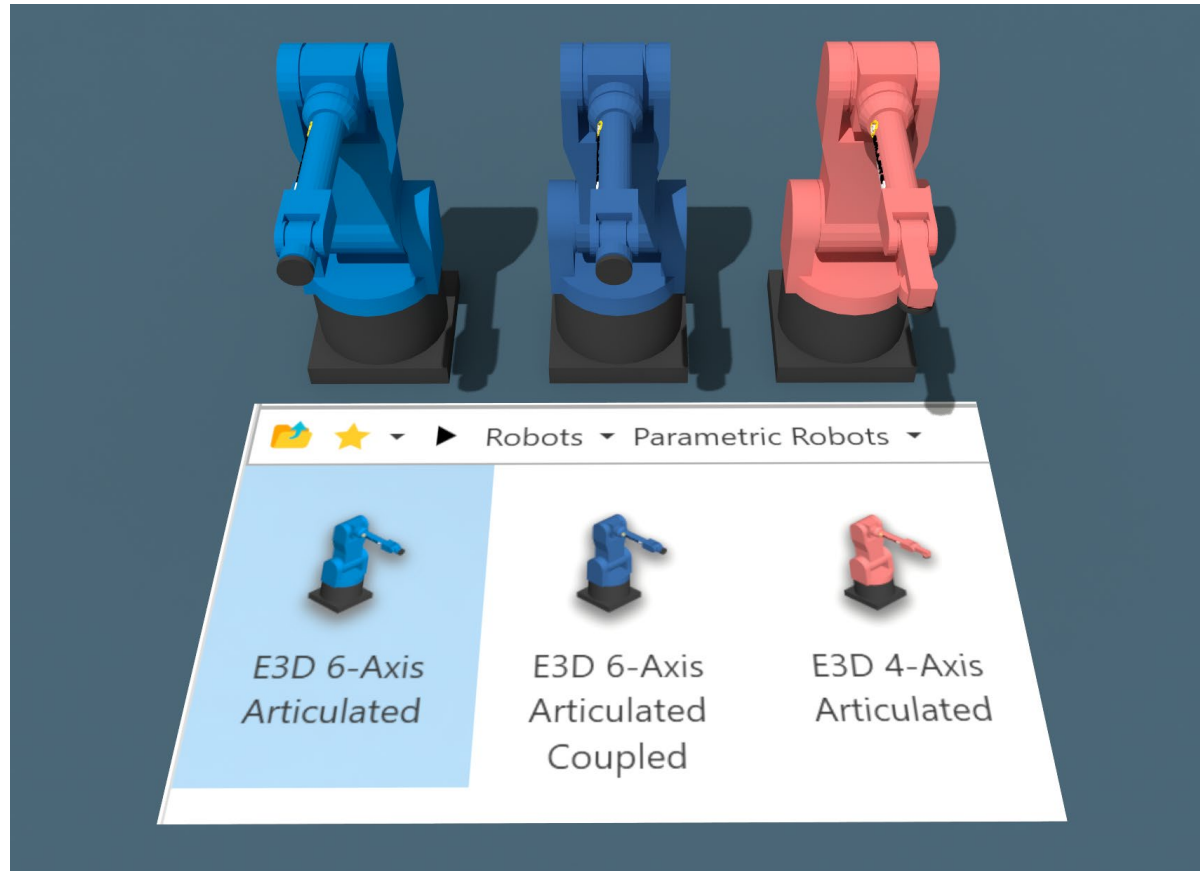 Robots Parametric Robots
E3D 6-Axis
Articulated
E3D 6-Axis
Articulated
Coupled
E3D 4-Axis
Articulated